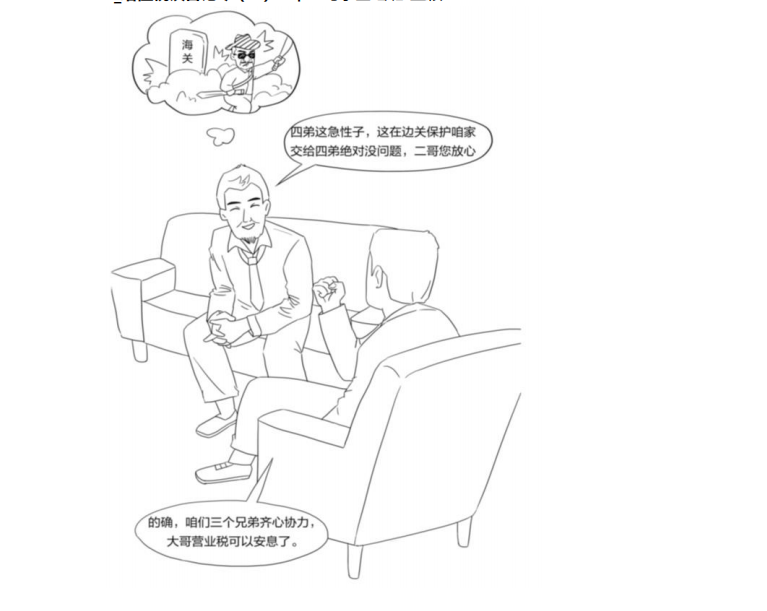 海
关
四弟这急性子，这在边关保护咱家
交给四弟绝对没问题，二哥您放心
的确，咱们三个兄弟齐心协力，
大哥营业税可以安息了。